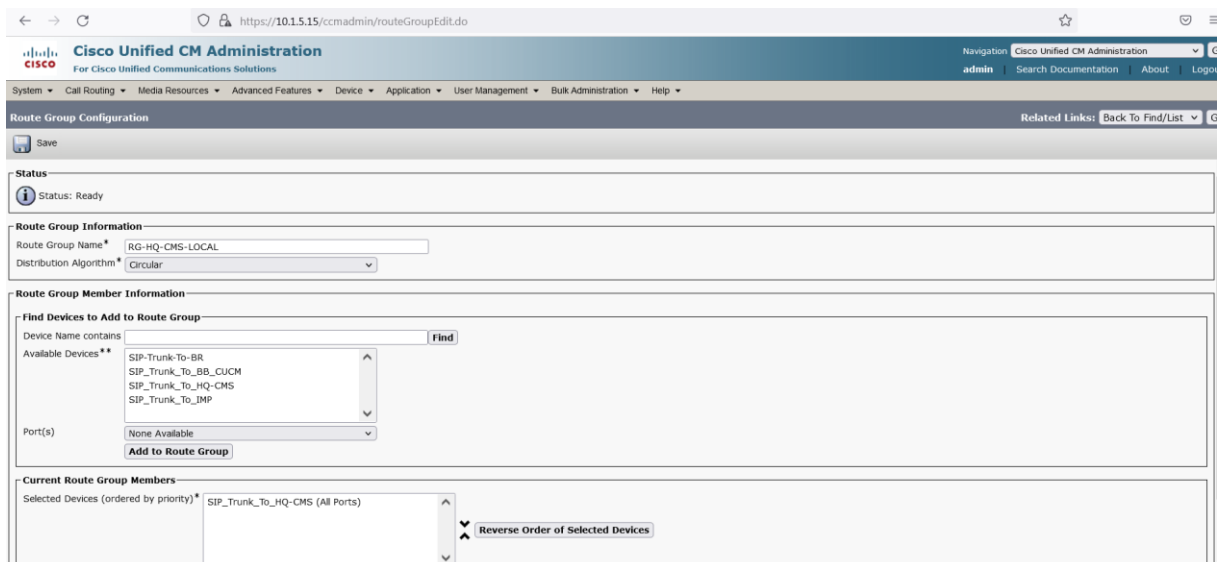 https://10.1.5.15/ccmadmin/routeGroupEdit.do
Cisco Unified CM Administration
For Cisco Unified Communications Solutions
CISCO
Navigation Cisco Unified CM Administration
admin Search Documentation About Logou
System Call Routing Media Resources Advanced Features Device Application User Management Bulk Administration Help
Route Group Configuration
Related Links: Back To Find/List G
Save
Status
Status: Ready
Route Group Information
Route Group Name* RG-HQ-CMS-LOCAL
Distribution Algorithm* Circular
Route Group Member Information
Find Devices to Add to Route Group
Device Name contains Find
Available Devices** SIP-Trunk-To-BR
SIP_Trunk_To_BB_CUCM
SIP_Trunk_To_HQ-CMS
SIP_Trunk_To_IMP
Port(s) None Available
Add to Route Group
Current Route Group Members
Selected Devices (ordered by priority)* SIP_Trunk_To_HQ-CMS (All Ports)
Reverse Order of Selected Devices